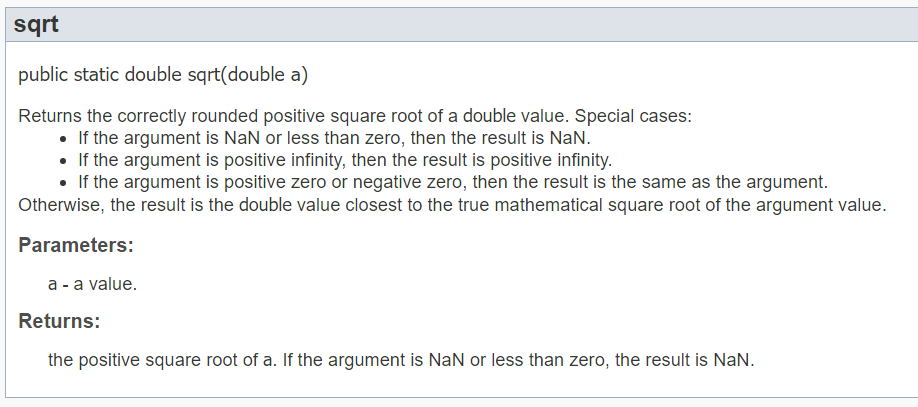 sqrt
public static double sqrt(double a)
Returns the correctly rounded positive square root of a double value. Special cases:
• If the argument is NaN or less than zero, then the result is NaN.
• If the argument is positive infinity, then the result is positive infinity.
• If the argument is positive zero or negative zero, then the result is the same as the argument.
Otherwise, the result is the double value closest to the true mathematical square root of the argument value.
Parameters:
a - a value.
Returns:
the positive square root of a. If the argument is NaN or less than zero, the result is NaN.